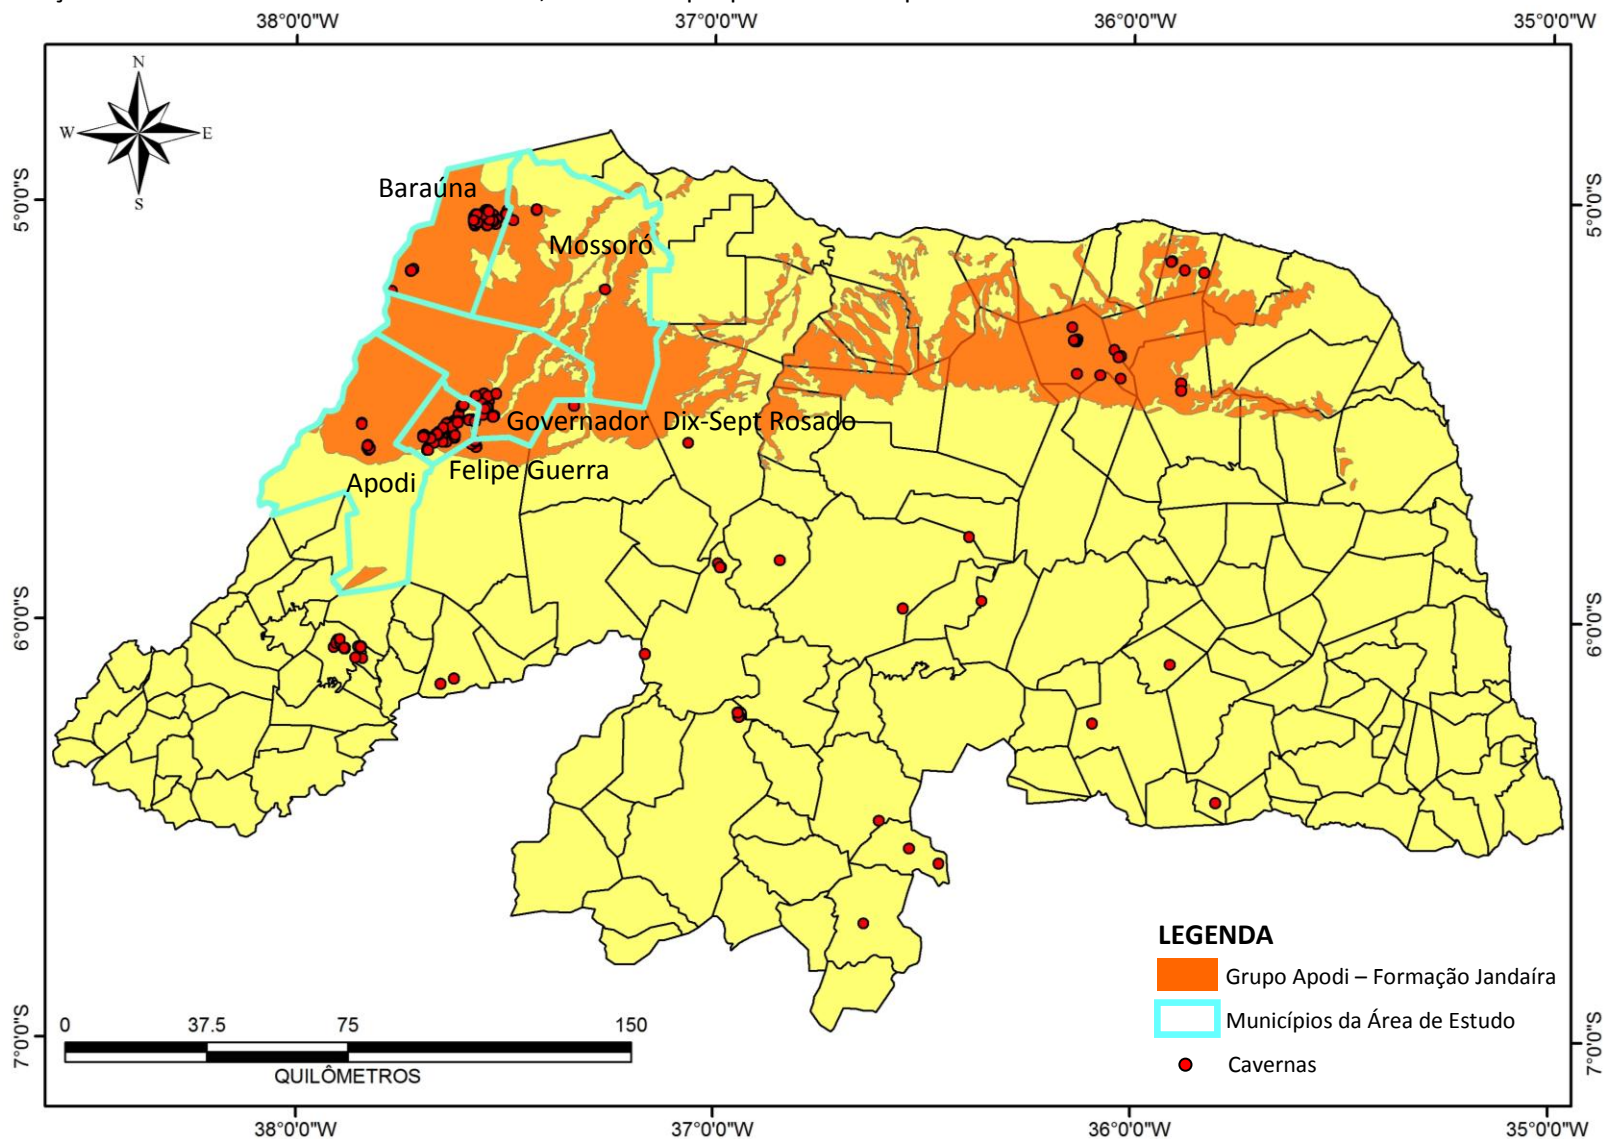 38°0'0"W 37°0'0"W 36°0'0"W 35°0'0"W
N
W E
S
5°0'0"S 5°0'0"S
Baraúna
Mossoró
Governador Dix-Sept Rosado
Felipe Guerra
Apodi
6°0'0"S 6°0'0"S
LEGENDA
Grupo Apodi – Formação Jandaíra
Municípios da Área de Estudo
Cavernas
0 37.5 75 150
QUILÔMETROS
7°0'0"S 7°0'0"S
38°0'0"W 37°0'0"W 36°0'0"W 35°0'0"W